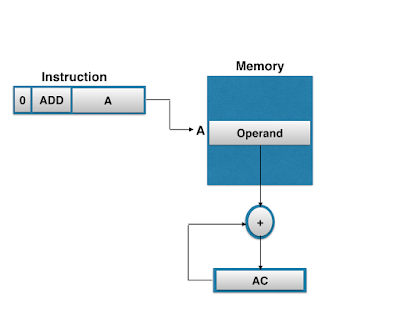 Instruction
0 ADD A
Memory
A
Operand
+
AC